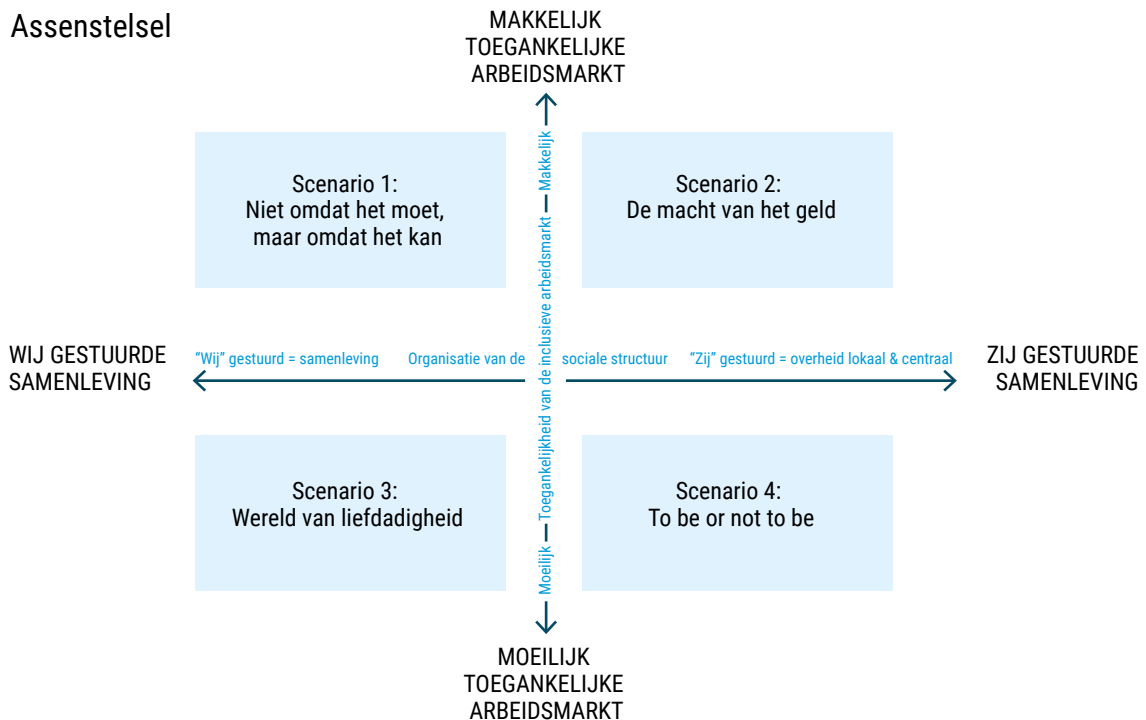 Assenstelsel
MAKKELIJK
TOEGANKELIJKE
ARBEIDSMARKT
Scenario 1:
Niet omdat het moet,
maar omdat het kan
Scenario 2:
De macht van het geld
Moeilijk — Toegankelijkheid van de inclusieve arbeidsmarkt — Makkelijk
WIJ GESTUURDE
SAMENLEVING
"Wij" gestuurd = samenleving Organisatie van de sociale structuur "Zij" gestuurd = overheid lokaal & centraal
ZIJ GESTUURDE
SAMENLEVING
Scenario 3:
Wereld van liefdadigheid
Scenario 4:
To be or not to be
MOEILIJK
TOEGANKELIJKE
ARBEIDSMARKT